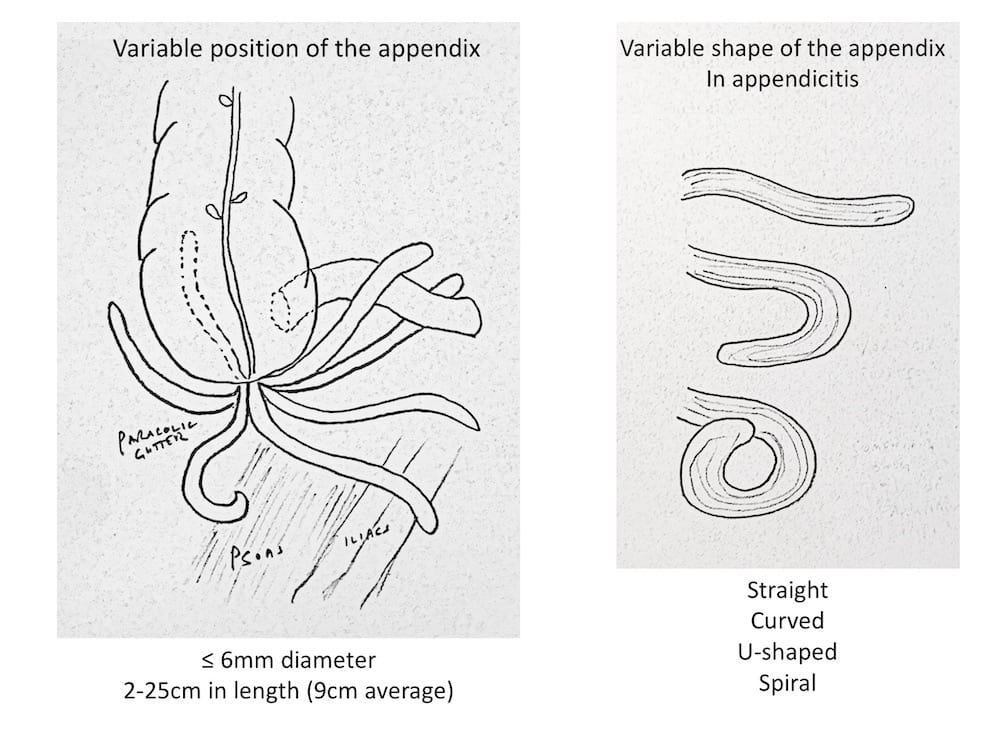 Variable position of the appendix
PARACOLIC
GUTTER
PSOAS
ILIACS
≤ 6mm diameter
2-25cm in length (9cm average)
Variable shape of the appendix
In appendicitis
Straight
Curved
U-shaped
Spiral